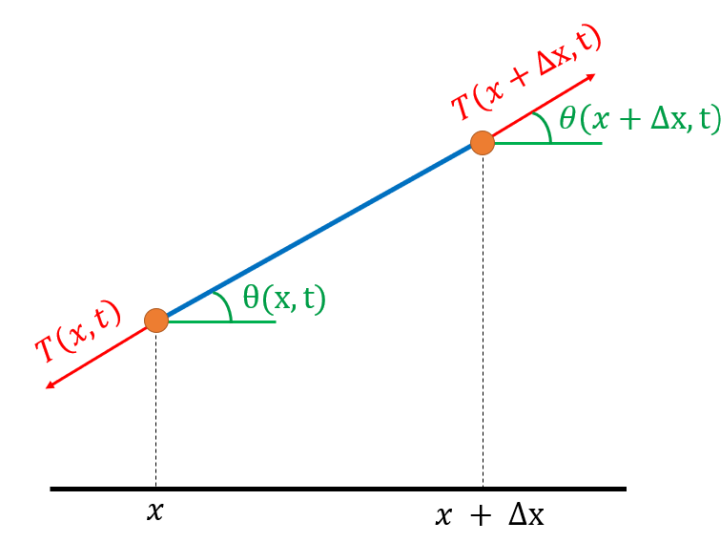 T(x + Δx, t)
θ(x + Δx, t)
θ(x, t)
T(x, t)
x
x + Δx